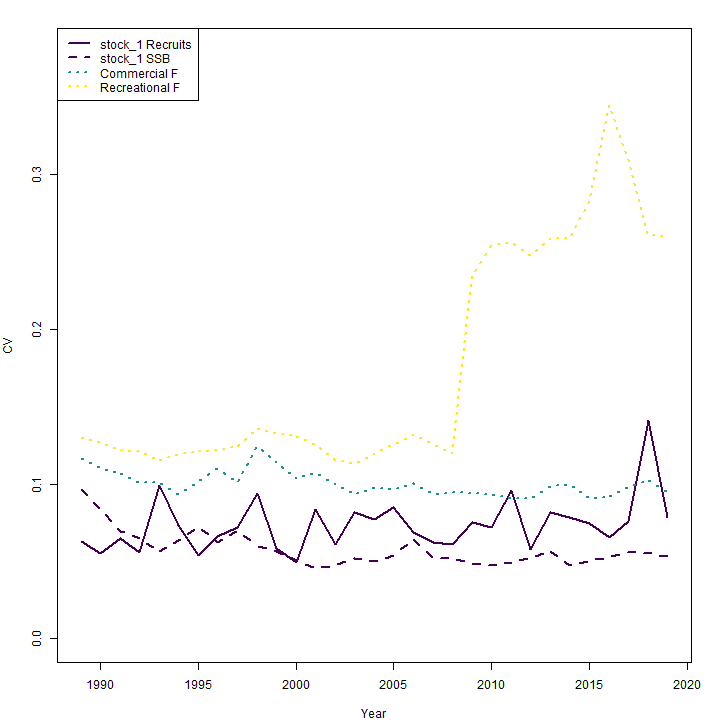 stock_1 Recruits
stock_1 SSB
Commercial F
Recreational F
CV
0.3
0.2
0.1
0.0
1990 1995 2000 2005 2010 2015 2020
Year